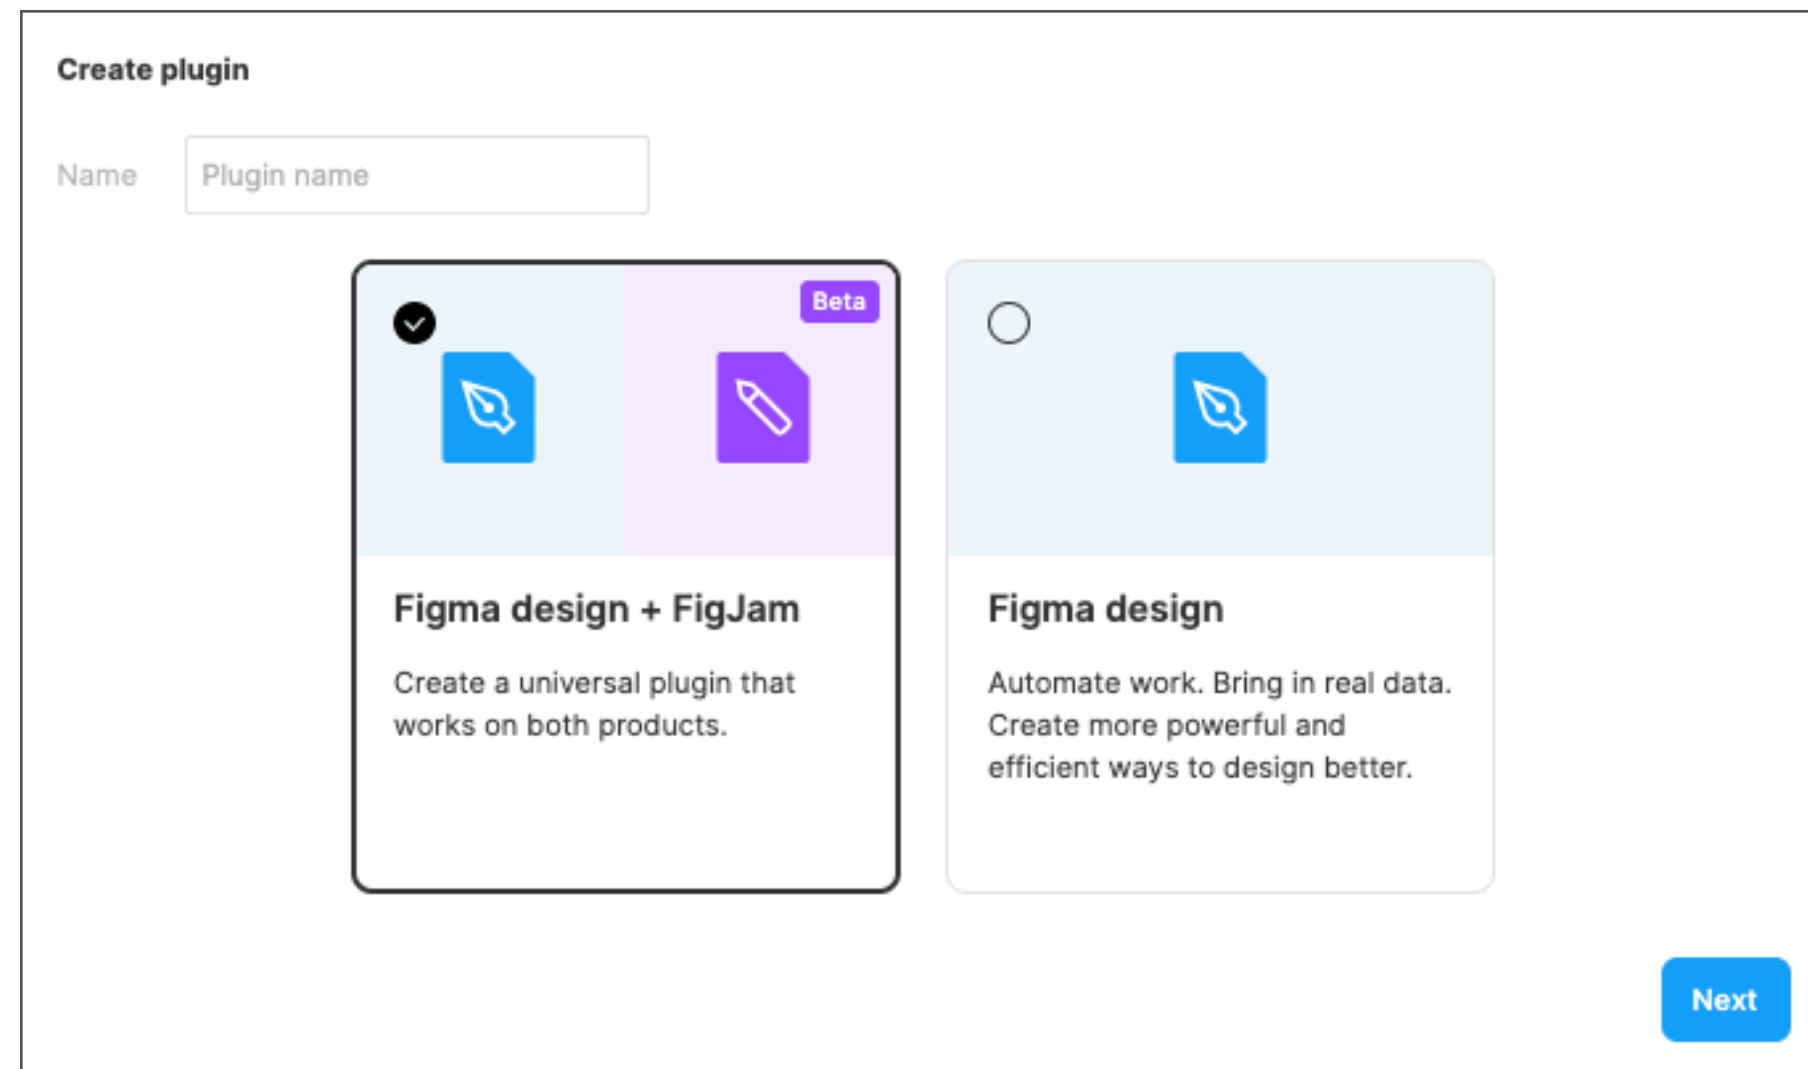 Create plugin
Name
Plugin name
Beta
Figma design + FigJam
Create a universal plugin that
works on both products.
Figma design
Automate work. Bring in real data.
Create more powerful and
efficient ways to design better.
Next